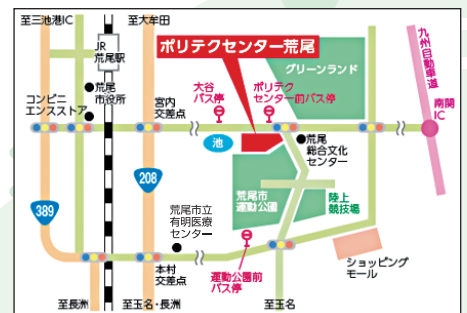 至三池港IC
至大牟田
JR
荒尾駅
ポリテクセンター荒尾
グリーンランド
九州自動車道
荒尾
市役所
コンビニ
エンスストア
宮内
交差点
大谷
バス停
ポリテク
センター前バス停
南関
IC
池
荒尾
総合文化
センター
389
208
荒尾市
運動公園
陸上
競技場
荒尾市立
有明医療
センター
本村
交差点
運動公園前
バス停
ショッピング
モール
至長洲
至玉名・長洲
至玉名